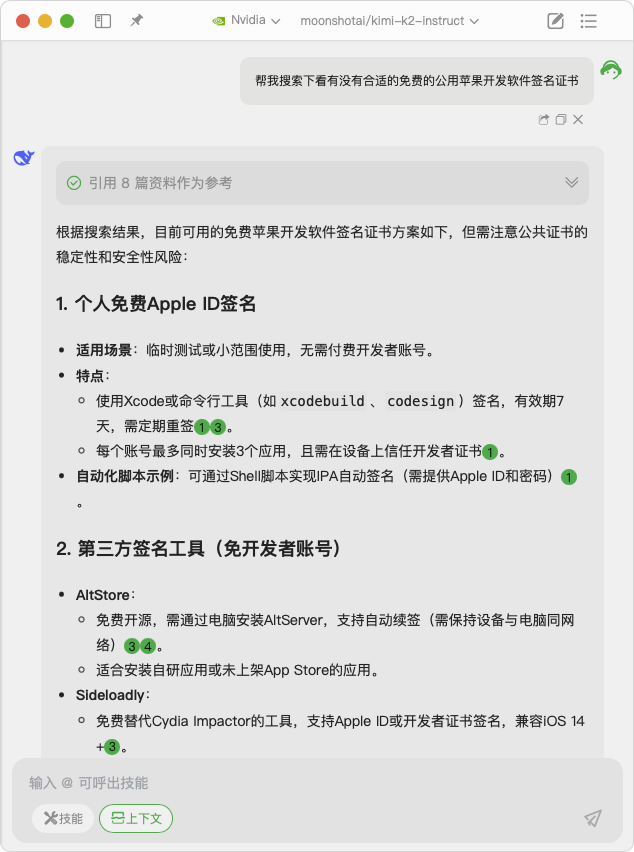 Nvidia
moonshotai/kimi-k2-instruct
帮我搜索下看有没有合适的免费的公用苹果开发软件签名证书
引用 8 篇资料作为参考
根据搜索结果，目前可用的免费苹果开发软件签名证书方案如下，但需注意公共证书的
稳定性和安全性风险：
1. 个人免费Apple ID签名
• 适用场景：临时测试或小范围使用，无需付费开发者账号。
• 特点：
使用Xcode或命令行工具（如 xcodebuild 、 codesign ）签名，有效期7
天，需定期重签13。
每个账号最多同时安装3个应用，且需在设备上信任开发者证书1。
• 自动化脚本示例：可通过Shell脚本实现IPA自动签名（需提供Apple ID和密码）1
。
2. 第三方签名工具（免开发者账号）
• AltStore：
免费开源，需通过电脑安装AltServer，支持自动续签（需保持设备与电脑同网
络）34。
适合安装自研应用或未上架App Store的应用。
• Sideloadly：
免费替代Cydia Impactor的工具，支持Apple ID或开发者证书签名，兼容iOS 14
+3。
输入 @ 可呼出技能
技能
上下文